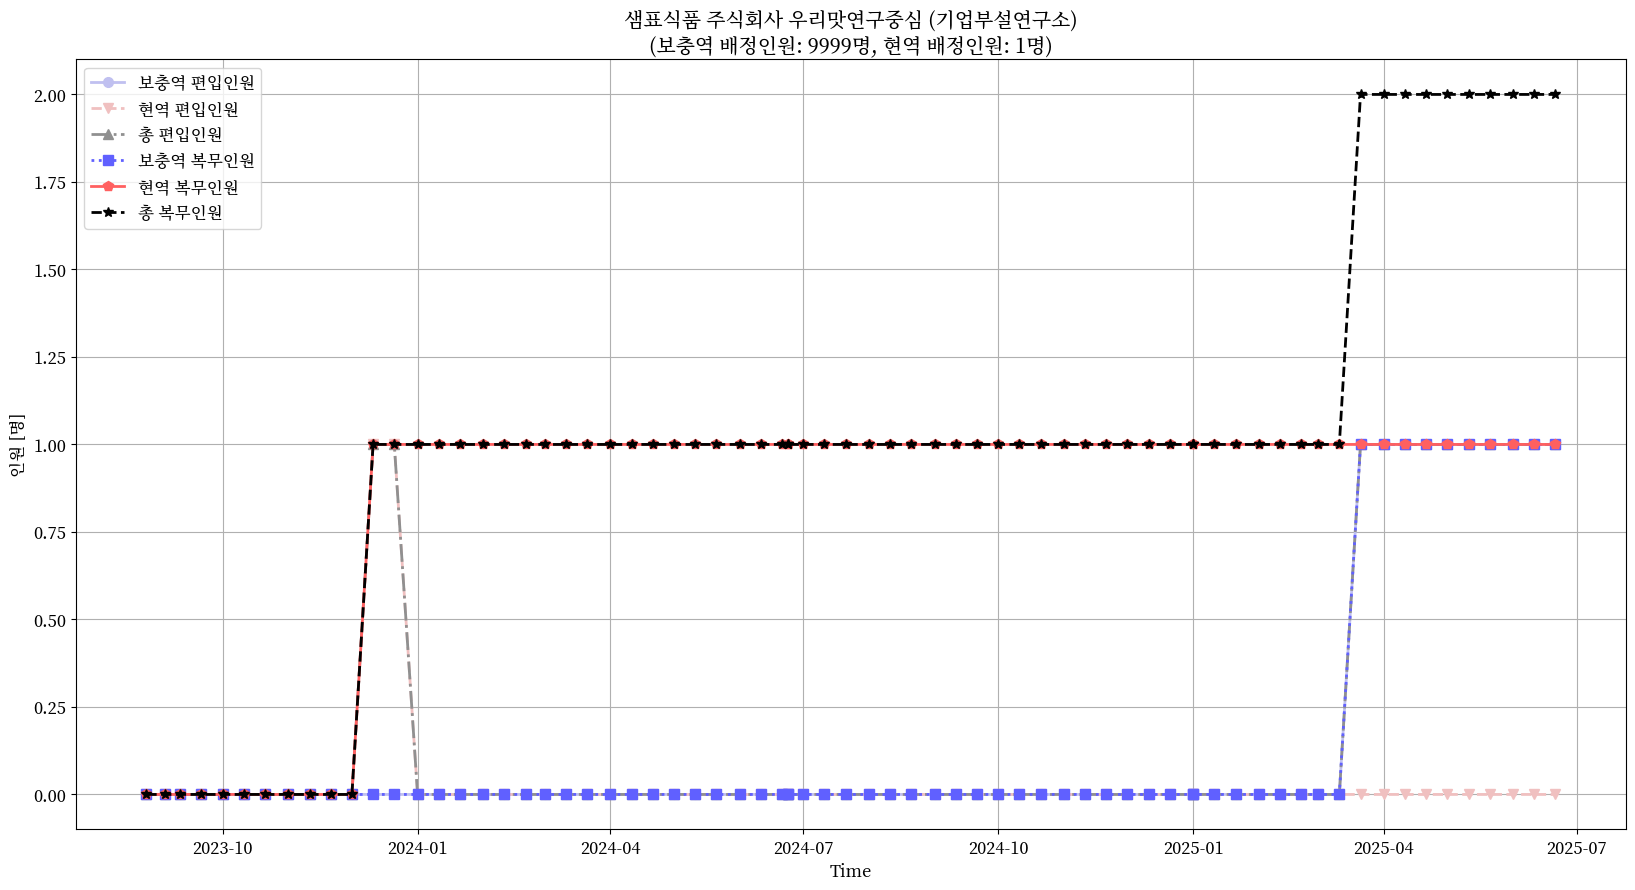 샘표식품 주식회사 우리맛연구중심 (기업부설연구소)
(보충역 배정인원: 9999명, 현역 배정인원: 1명)
보충역 편입인원
현역 편입인원
총 편입인원
보충역 복무인원
현역 복무인원
총 복무인원
인원 [명]
2.00
1.75
1.50
1.25
1.00
0.75
0.50
0.25
0.00
2023-10
2024-01
2024-04
2024-07
2024-10
2025-01
2025-04
2025-07
Time